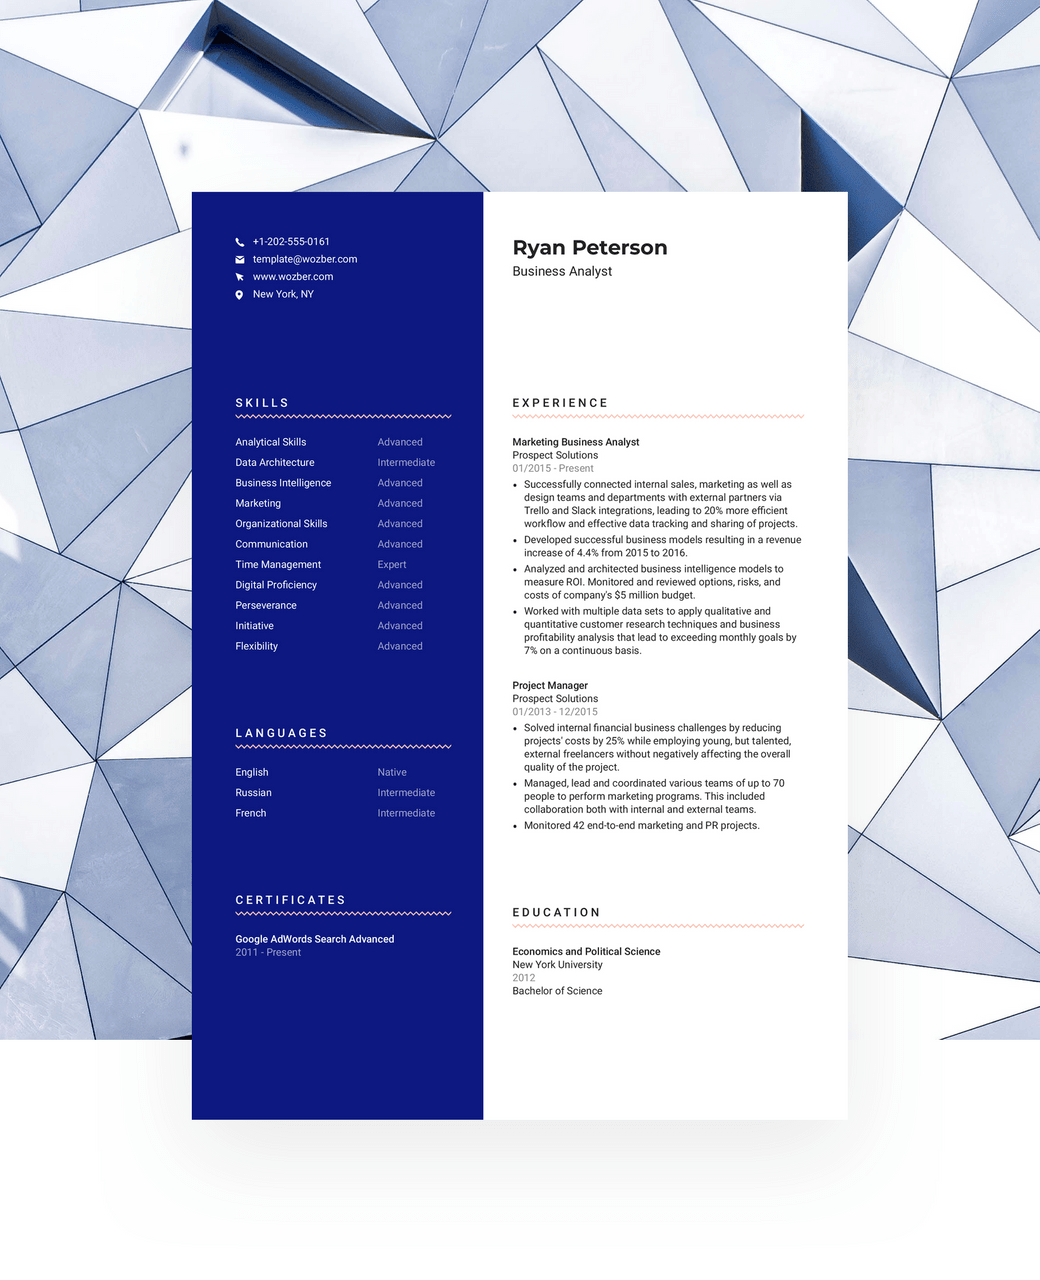 +1-202-555-0161
template@wozber.com
www.wozber.com
New York, NY
SKILLS
Analytical Skills Advanced
Data Architecture Intermediate
Business Intelligence Advanced
Marketing Advanced
Organizational Skills Advanced
Communication Advanced
Time Management Expert
Digital Proficiency Advanced
Perseverance Advanced
Initiative Advanced
Flexibility Advanced
LANGUAGES
English Native
Russian Intermediate
French Intermediate
CERTIFICATES
Google AdWords Search Advanced
2011 - Present
Ryan Peterson
Business Analyst
EXPERIENCE
Marketing Business Analyst
Prospect Solutions
01/2015 - Present
• Successfully connected internal sales, marketing as well as
design teams and departments with external partners via
Trello and Slack integrations, leading to 20% more efficient
workflow and effective data tracking and sharing of projects.
• Developed successful business models resulting in a revenue
increase of 4.4% from 2015 to 2016.
• Analyzed and architected business intelligence models to
measure ROI. Monitored and reviewed options, risks, and
costs of company's $5 million budget.
• Worked with multiple data sets to apply qualitative and
quantitative customer research techniques and business
profitability analysis that lead to exceeding monthly goals by
7% on a continuous basis.
Project Manager
Prospect Solutions
01/2013 - 12/2015
• Solved internal financial business challenges by reducing
projects' costs by 25% while employing young, but talented,
external freelancers without negatively affecting the overall
quality of the project.
• Managed, lead and coordinated various teams of up to 70
people to perform marketing programs. This included
collaboration both with internal and external teams.
• Monitored 42 end-to-end marketing and PR projects.
EDUCATION
Economics and Political Science
New York University
2012
Bachelor of Science